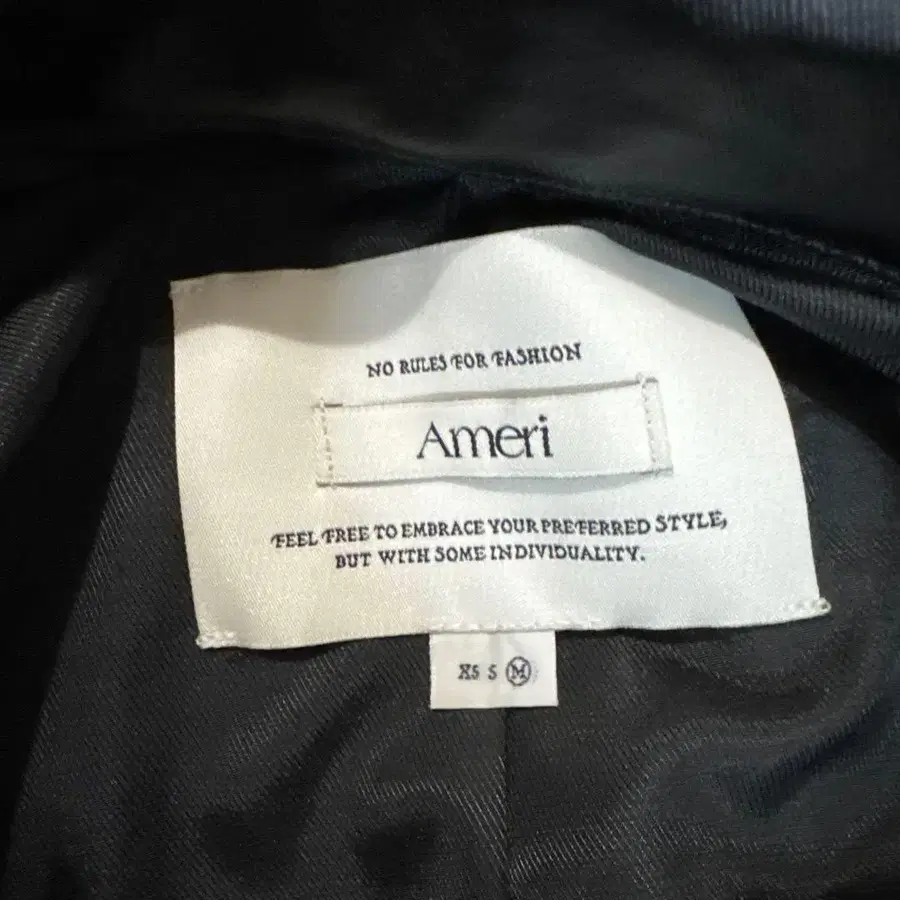 NO RULES FOR FASHION
Ameri
FEEL FREE TO EMBRACE YOUR PREFERRED STYLE,
BUT WITH SOME INDIVIDUALITY.
XS S M